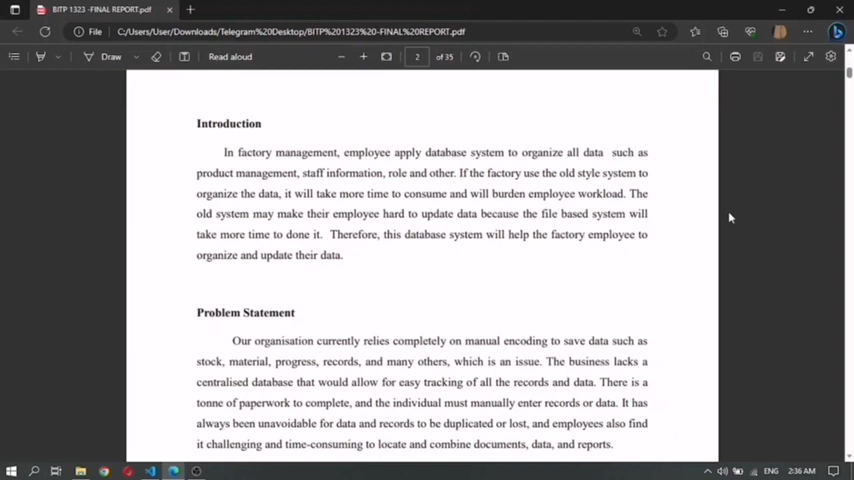 BITP 1323 -FINAL REPORT.pdf
File C:/Users/User/Downloads/Telegram%20Desktop/BITP%201323%20-FINAL%20REPORT.pdf
Draw Read aloud 2 of 35
Introduction
In factory management, employee apply database system to organize all data such as
product management, staff information, role and other. If the factory use the old style system to
organize the data, it will take more time to consume and will burden employee workload. The
old system may make their employee hard to update data because the file based system will
take more time to done it. Therefore, this database system will help the factory employee to
organize and update their data.
Problem Statement
Our organisation currently relies completely on manual encoding to save data such as
stock, material, progress, records, and many others, which is an issue. The business lacks a
centralised database that would allow for easy tracking of all the records and data. There is a
tonne of paperwork to complete, and the individual must manually enter records or data. It has
always been unavoidable for data and records to be duplicated or lost, and employees also find
it challenging and time-consuming to locate and combine documents, data, and reports.
ENG 2:36 AM